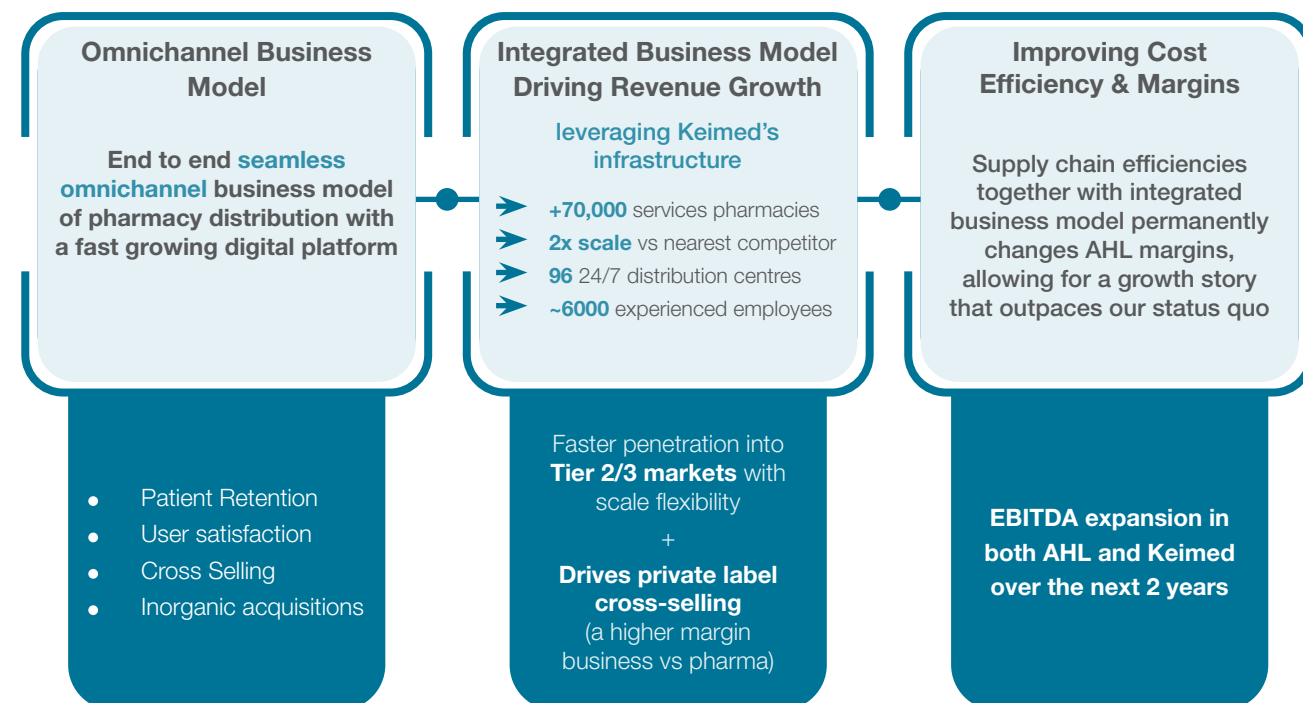 Omnichannel Business
Model
End to end seamless
omnichannel business model
of pharmacy distribution with
a fast growing digital platform
• Patient Retention
• User satisfaction
• Cross Selling
• Inorganic acquisitions
Integrated Business Model
Driving Revenue Growth
leveraging Keimed's
infrastructure
+70,000 services pharmacies
2x scale vs nearest competitor
96 24/7 distribution centres
~6000 experienced employees
Faster penetration into
Tier 2/3 markets with
scale flexibility
+
Drives private label
cross-selling
(a higher margin
business vs pharma)
Improving Cost
Efficiency & Margins
Supply chain efficiencies
together with integrated
business model permanently
changes AHL margins,
allowing for a growth story
that outpaces our status quo
EBITDA expansion in
both AHL and Keimed
over the next 2 years